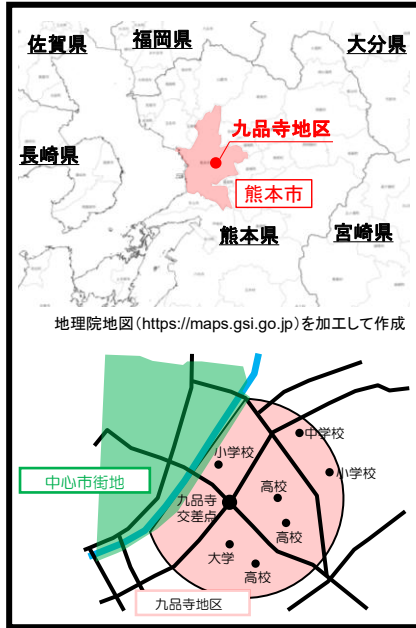 佐賀県
福岡県
大分県
九品寺地区
長崎県
熊本市
熊本県
宮崎県
地理院地図(https://maps.gsi.go.jp)を加工して作成
中学校
小学校
小学校
中心市街地
高校
九品寺
交差点
高校
大学
高校
九品寺地区